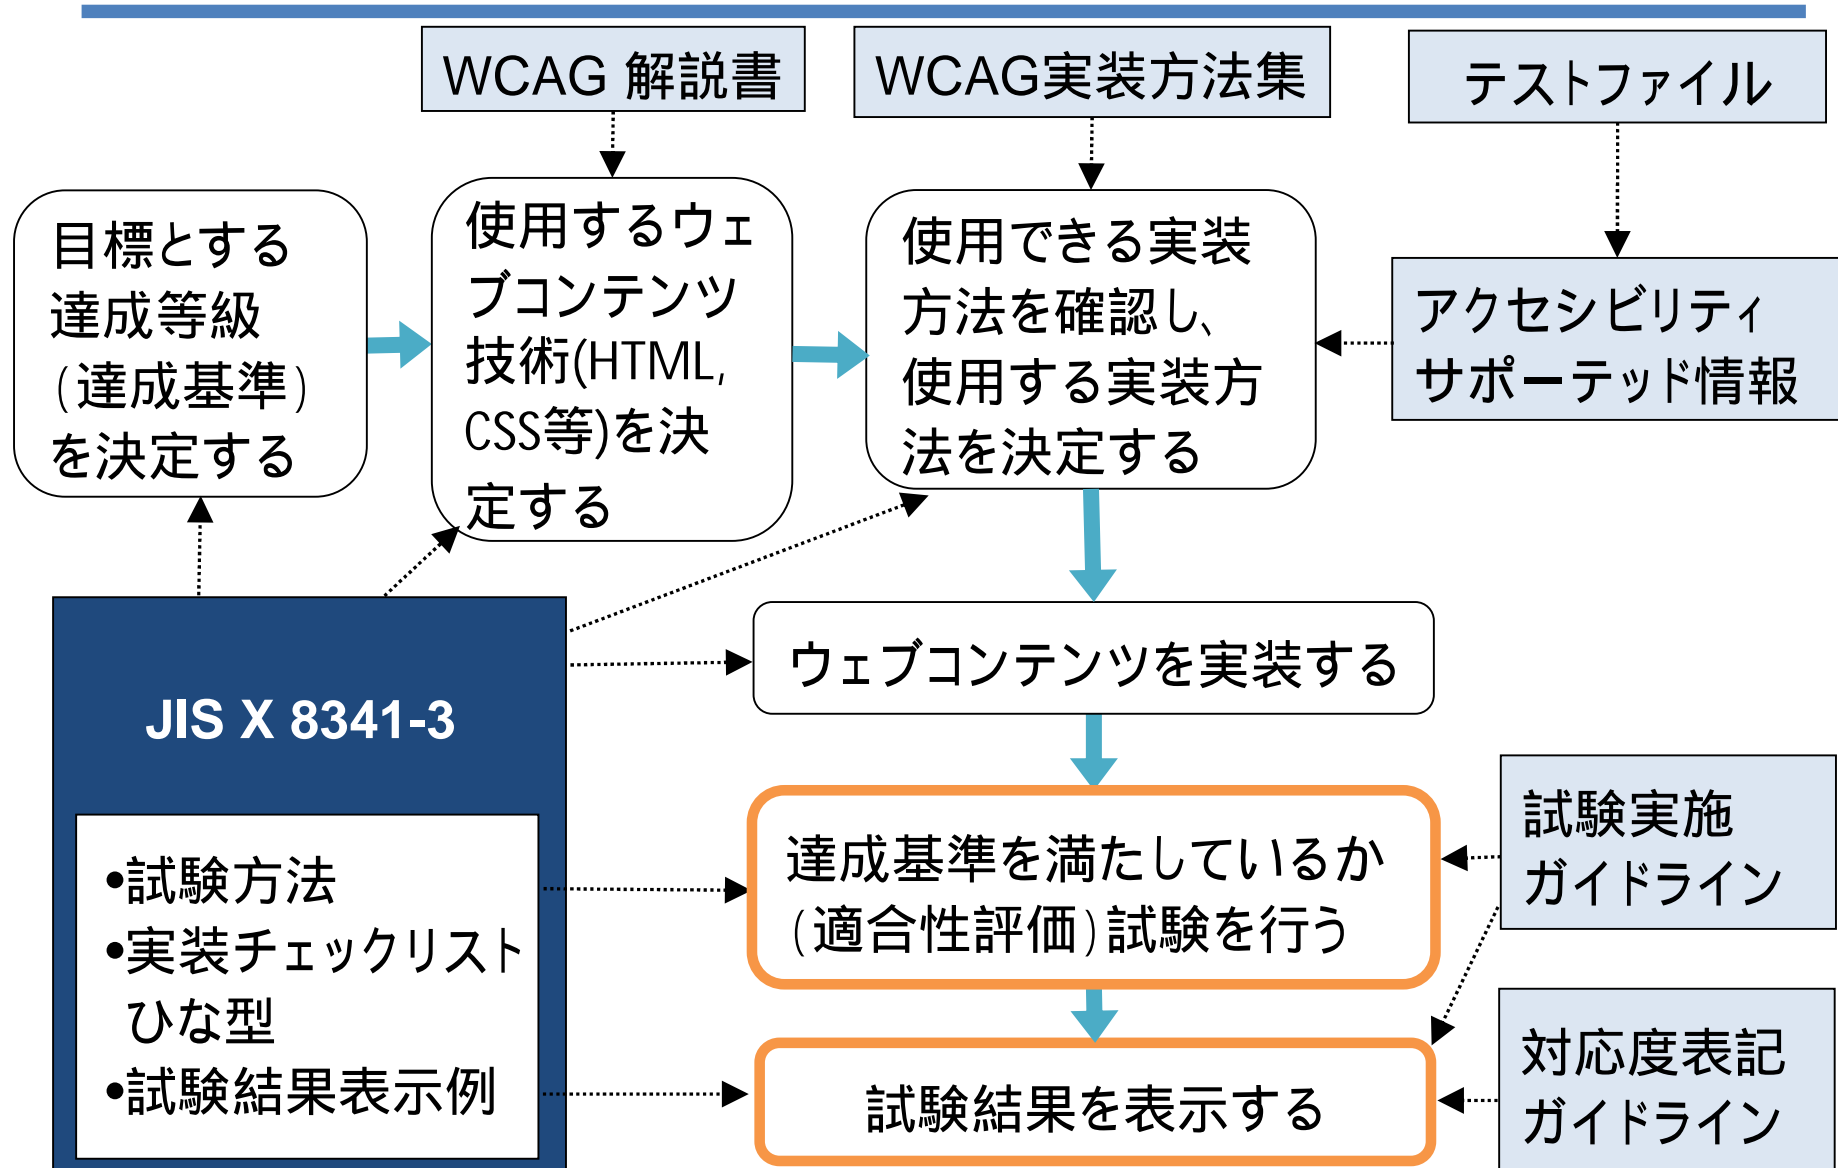 WCAG 解説書
WCAG実装方法集
テストファイル
目標とする
達成等級
(達成基準)
を決定する
使用するウェ
ブコンテンツ
技術(HTML,
CSS等)を決
定する
使用できる実装
方法を確認し、
使用する実装方
法を決定する
アクセシビリティ
サポーテッド情報
JIS X 8341-3
•試験方法
•実装チェックリスト
ひな型
•試験結果表示例
ウェブコンテンツを実装する
達成基準を満たしているか
(適合性評価)試験を行う
試験結果を表示する
試験実施
ガイドライン
対応度表記
ガイドライン